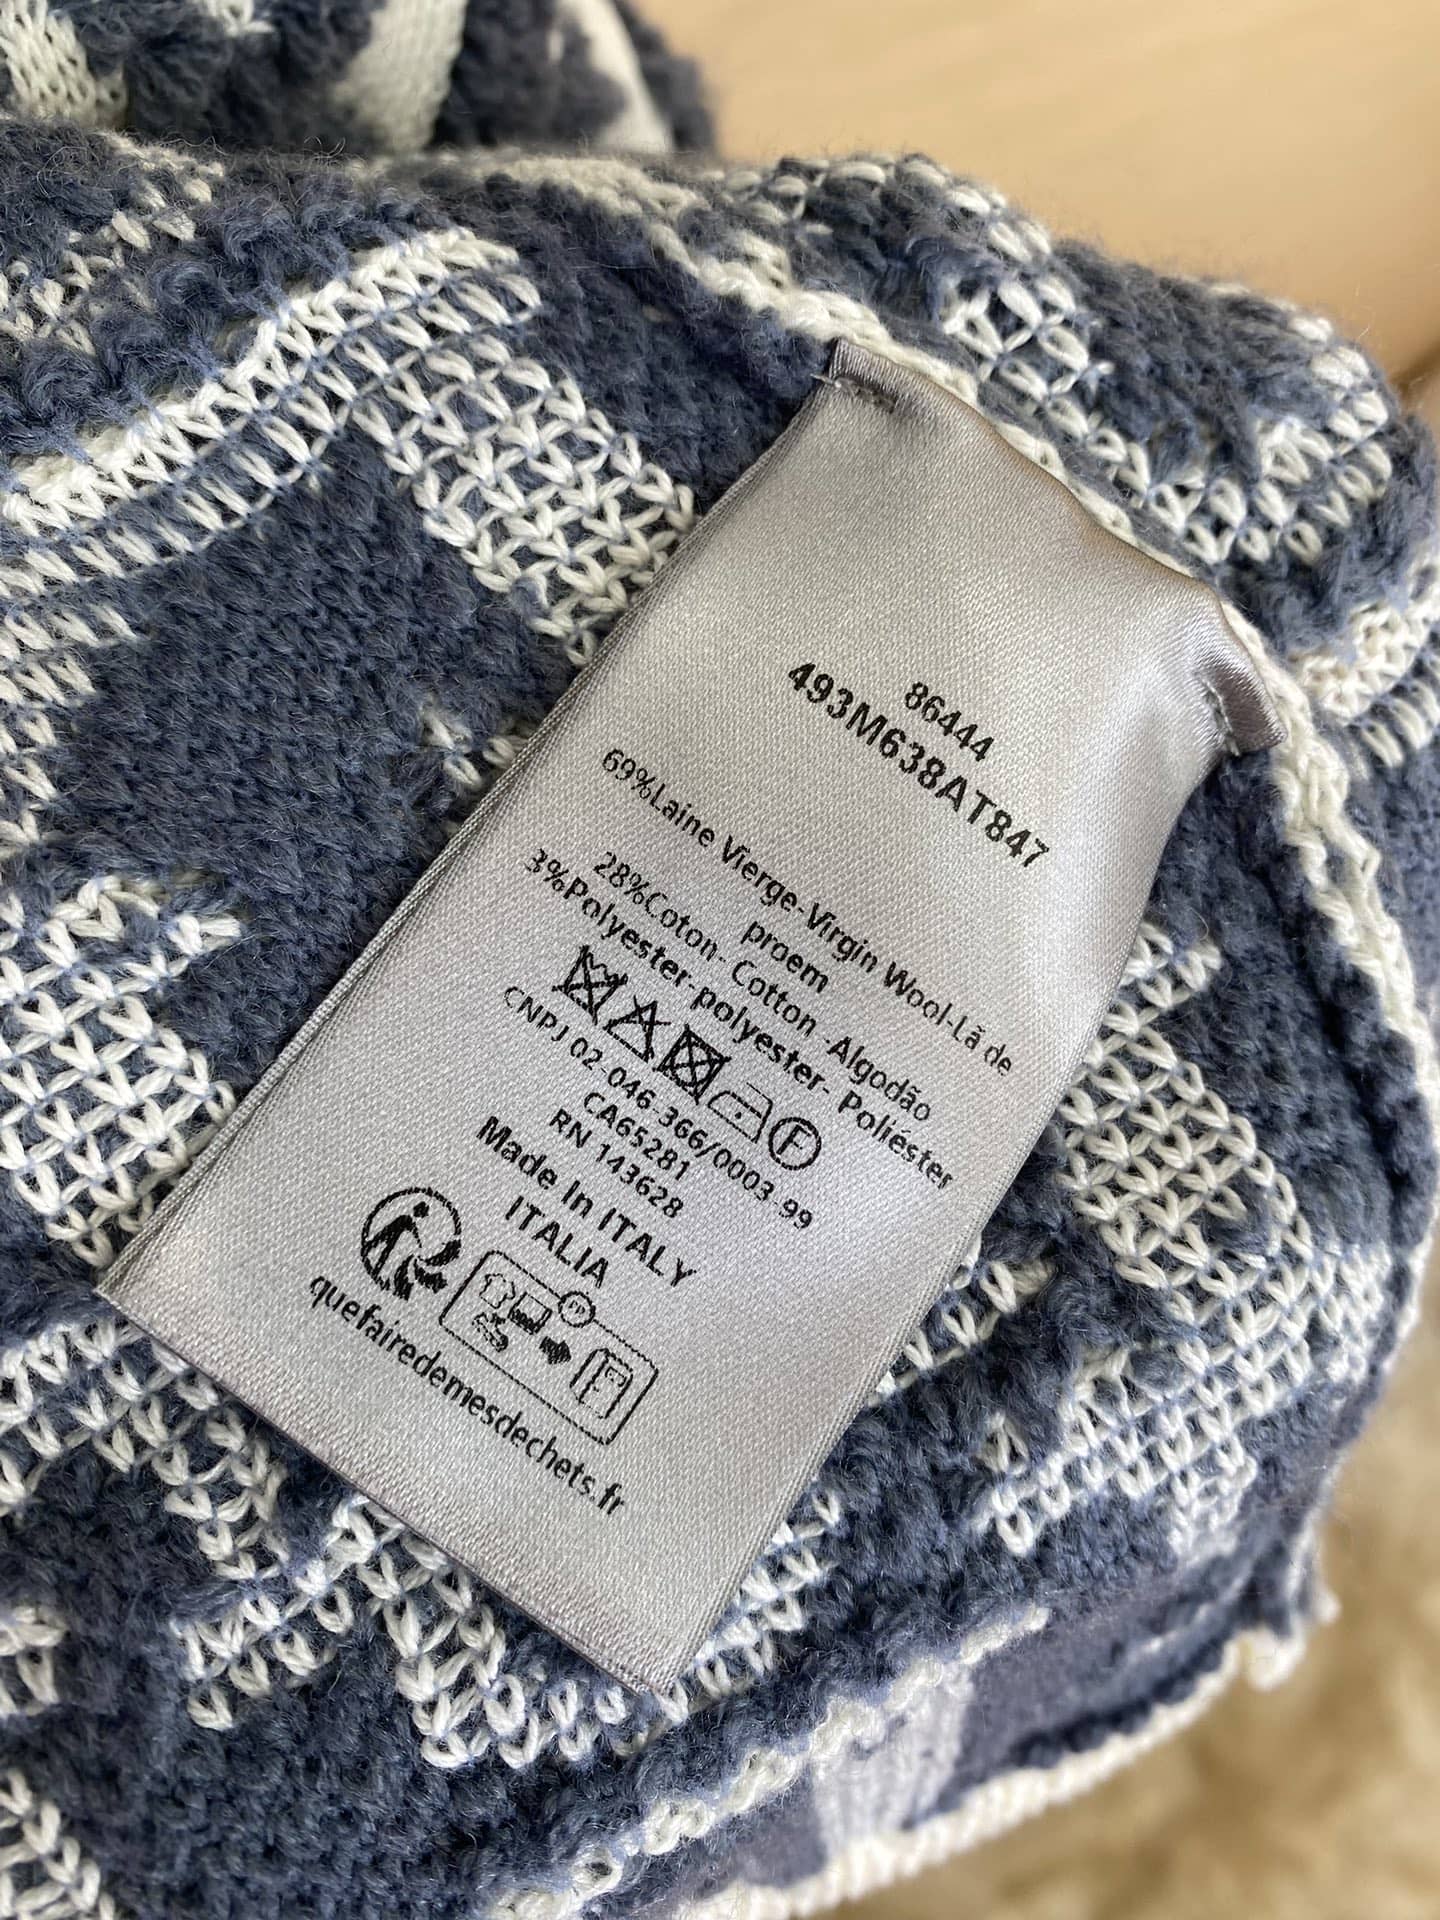 86444
493M638AT847
69%Laine Vierge-Virgin Wool-Lã de
proem
28%Coton- Cotton -Algodão
3%Polyester-polyester- Poliéster
F
CNPJ 02-046-366/0003-99
CA65281
RN 143628
Made In ITALY
ITALIA
quefairedemesdechets.fr